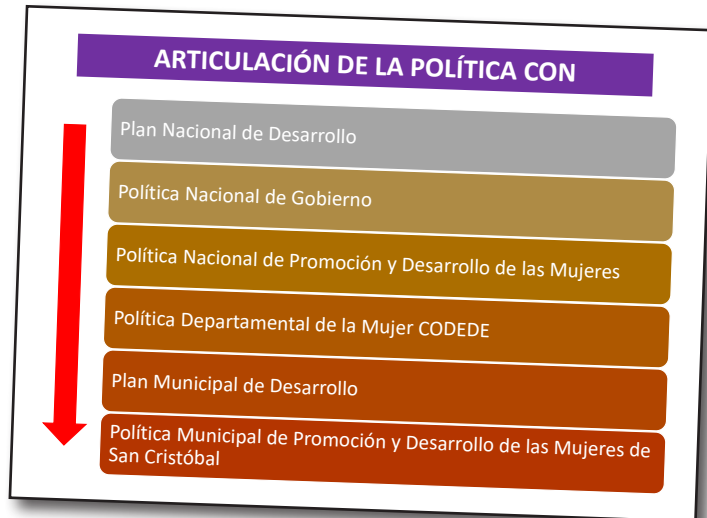 ARTICULACIÓN DE LA POLÍTICA CON
Plan Nacional de Desarrollo
Política Nacional de Gobierno
Política Nacional de Promoción y Desarrollo de las Mujeres
Política Departamental de la Mujer CODEDE
Plan Municipal de Desarrollo
Política Municipal de Promoción y Desarrollo de las Mujeres de
San Cristóbal